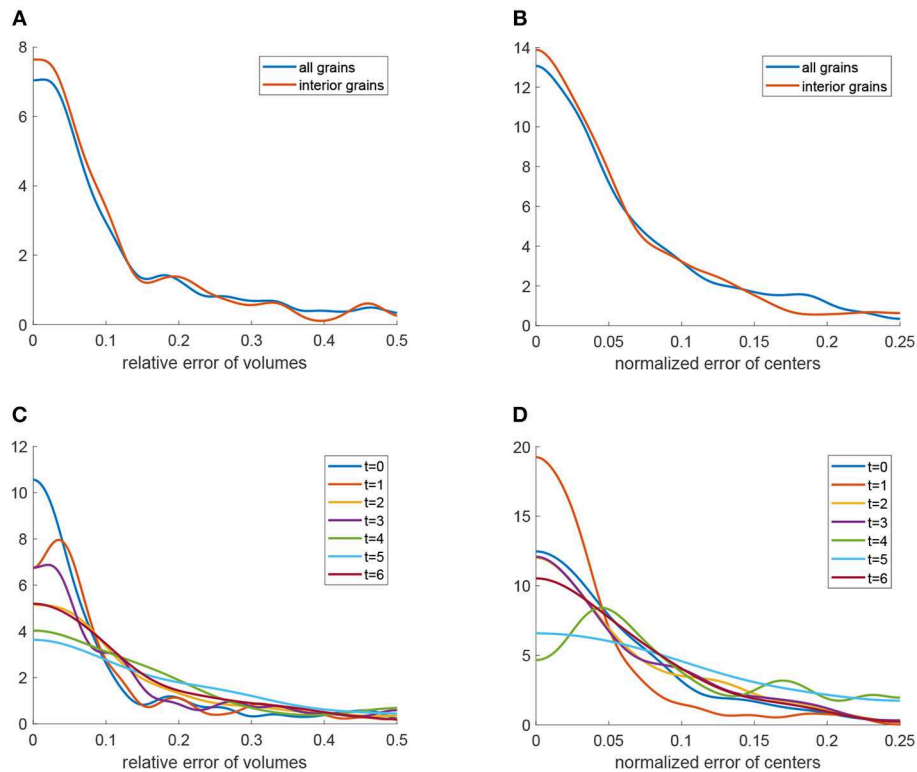 A
8
6
4
2
0
0
0.1
0.2
0.3
0.4
0.5
relative error of volumes
all grains
interior grains
B
14
12
10
8
6
4
2
0
0
0.05
0.1
0.15
0.2
0.25
normalized error of centers
all grains
interior grains
C
12
10
8
6
4
2
0
0
0.1
0.2
0.3
0.4
0.5
relative error of volumes
t=0
t=1
t=2
t=3
t=4
t=5
t=6
D
20
15
10
5
0
0
0.05
0.1
0.15
0.2
0.25
normalized error of centers
t=0
t=1
t=2
t=3
t=4
t=5
t=6